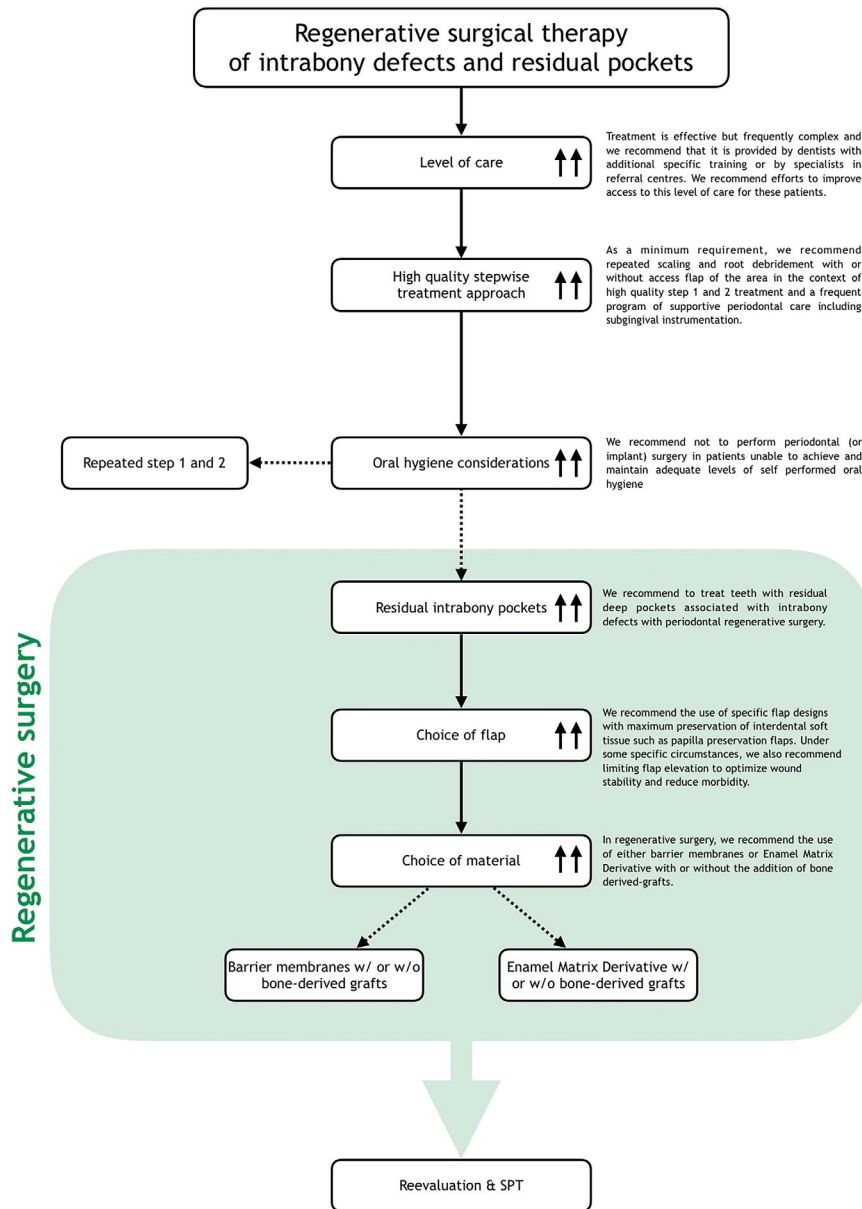 Regenerative surgical therapy
of intrabony defects and residual pockets
Level of care
Treatment is effective but frequently complex and
we recommend that it is provided by dentists with
additional specific training or by specialists in
referral centres. We recommend efforts to improve
access to this level of care for these patients.
High quality stepwise
treatment approach
As a minimum requirement, we recommend
repeated scaling and root debridement with or
without access flap of the area in the context of
high quality step 1 and 2 treatment and a frequent
program of supportive periodontal care including
subgingival instrumentation.
Repeated step 1 and 2
Oral hygiene considerations
We recommend not to perform periodontal (or
implant) surgery in patients unable to achieve and
maintain adequate levels of self performed oral
hygiene
Regenerative surgery
Residual intrabony pockets
We recommend to treat teeth with residual
deep pockets associated with intrabony
defects with periodontal regenerative surgery.
Choice of flap
We recommend the use of specific flap designs
with maximum preservation of interdental soft
tissue such as papilla preservation flaps. Under
some specific circumstances, we also recommend
limiting flap elevation to optimize wound
stability and reduce morbidity.
Choice of material
In regenerative surgery, we recommend the use
of either barrier membranes or Enamel Matrix
Derivative with or without the addition of bone
derived-grafts.
Barrier membranes w/ or w/o
bone-derived grafts
Enamel Matrix Derivative w/
or w/o bone-derived grafts
Reevaluation & SPT